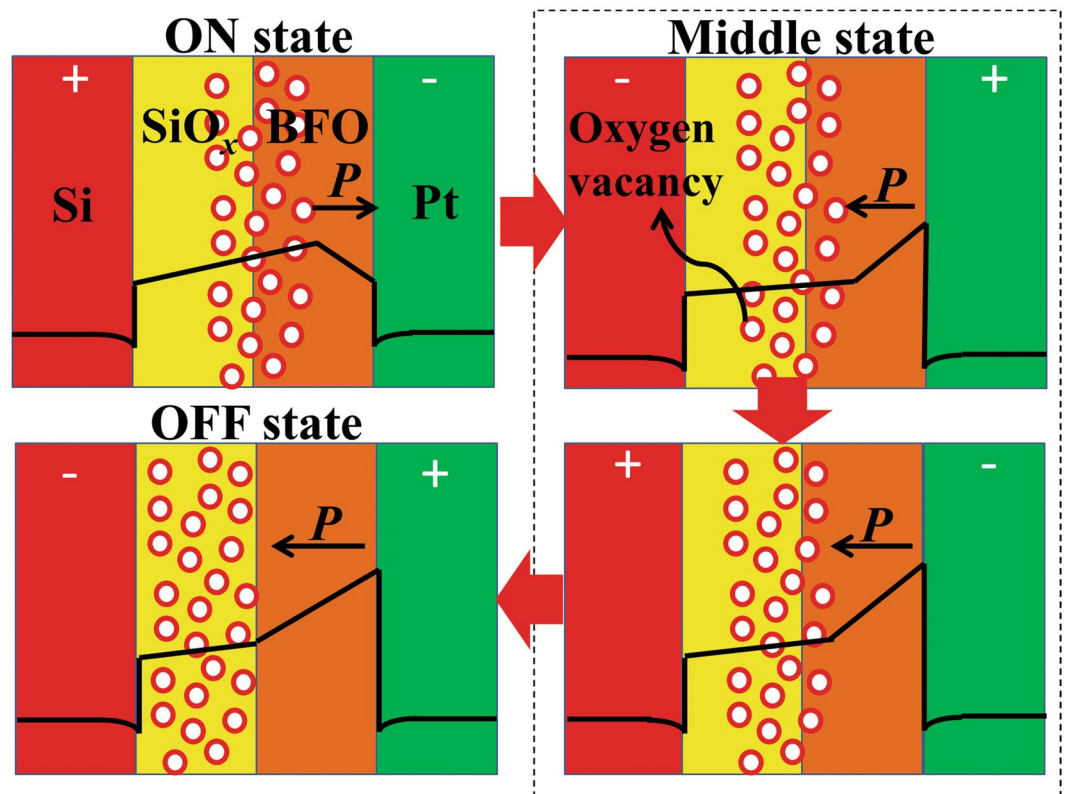 ON state
+
-
SiOx
BFO
P
Si
Pt
Middle state
-
+
Oxygen
vacancy
P
OFF state
-
+
P
+
-
P